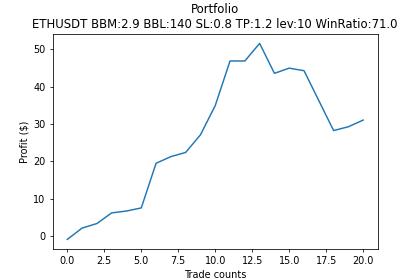 Portfolio
ETHUSDT BBM:2.9 BBL:140 SL:0.8 TP:1.2 lev:10 WinRatio:71.0
50
40
30
20
10
0
Profit ($)
0.0 2.5 5.0 7.5 10.0 12.5 15.0 17.5 20.0
Trade counts